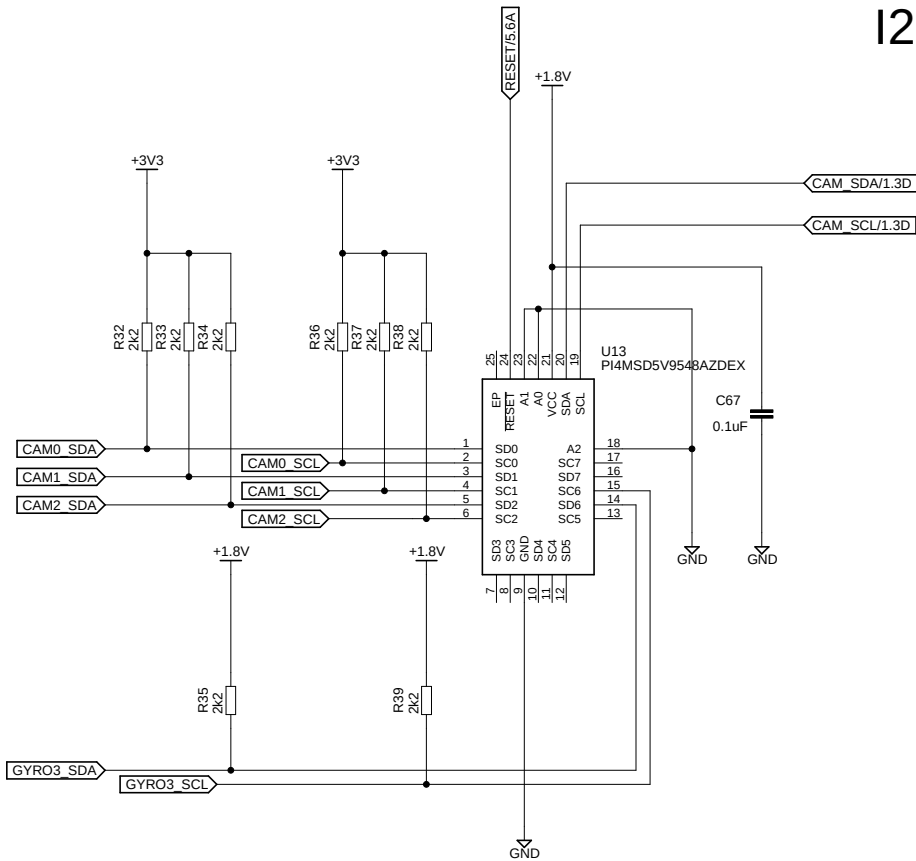 I2
RESET/5.6A
+1.8V
+3V3
+3V3
CAM_SDA/1.3D
CAM_SCL/1.3D
R32
2k2
R33
2k2
R34
2k2
R36
2k2
R37
2k2
R38
2k2
25
24
23
22
21
20
19
U13
PI4MSD5V9548AZDEX
EP
RESET
A1
A0
VCC
SDA
SCL
C67
0.1uF
CAM0_SDA
1
SD0
A2
18
CAM0_SCL
2
SC0
SC7
17
CAM1_SDA
3
SD1
SD7
16
CAM1_SCL
4
SC1
SC6
15
CAM2_SDA
5
SD2
SD6
14
CAM2_SCL
6
SC2
SC5
13
SD3
SC3
GND
SD4
SC4
SD5
7
8
9
10
11
12
GND
GND
+1.8V
+1.8V
R35
2k2
R39
2k2
GYRO3_SDA
GYRO3_SCL
GND